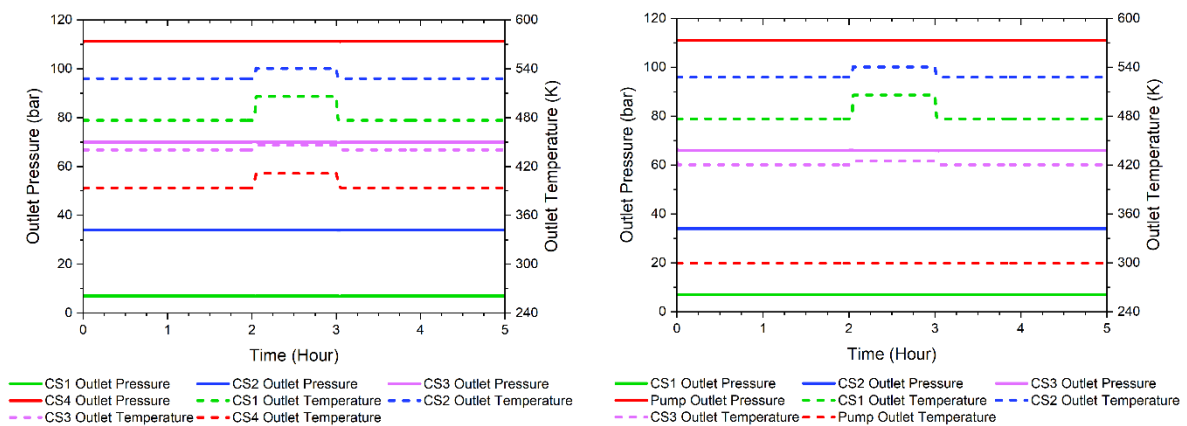 120
100
80
60
40
20
0
Outlet Pressure (bar)
600
540
480
420
360
300
240
Outlet Temperature (K)
0 1 2 3 4 5
Time (Hour)
CS1 Outlet Pressure CS2 Outlet Pressure CS3 Outlet Pressure
CS4 Outlet Pressure CS1 Outlet Temperature CS2 Outlet Temperature
CS3 Outlet Temperature CS4 Outlet Temperature
120
100
80
60
40
20
0
Outlet Pressure (bar)
600
540
480
420
360
300
240
Outlet Temperature (K)
0 1 2 3 4 5
Time (Hour)
CS1 Outlet Pressure CS2 Outlet Pressure CS3 Outlet Pressure
Pump Outlet Pressure CS1 Outlet Temperature CS2 Outlet Temperature
CS3 Outlet Temperature Pump Outlet Temperature